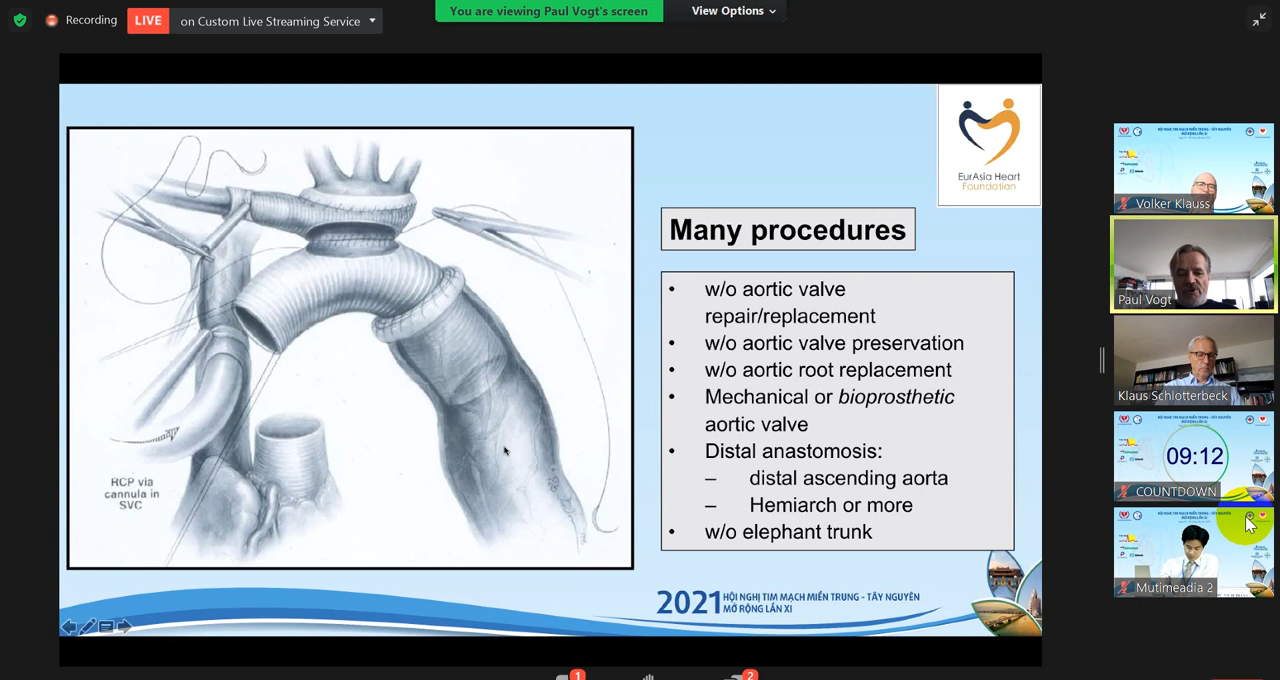 Recording
LIVE
on Custom Live Streaming Service
You are viewing Paul Vogt's screen
View Options
EurAsia Heart
Foundation
Many procedures
• w/o aortic valve
repair/replacement
• w/o aortic valve preservation
• w/o aortic root replacement
• Mechanical or bioprosthetic
aortic valve
• Distal anastomosis:
– distal ascending aorta
– Hemiarch or more
• w/o elephant trunk
RCP via
cannula in
SVC
2021 HỘI NGHỊ TIM MẠCH MIỀN TRUNG - TÂY NGUYÊN
MỞ RỘNG LẦN XI
Volker Klauss
Paul Vogt
Klaus Schlotterbeck
09:12
COUNTDOWN
Mutimeadia 2
1
2